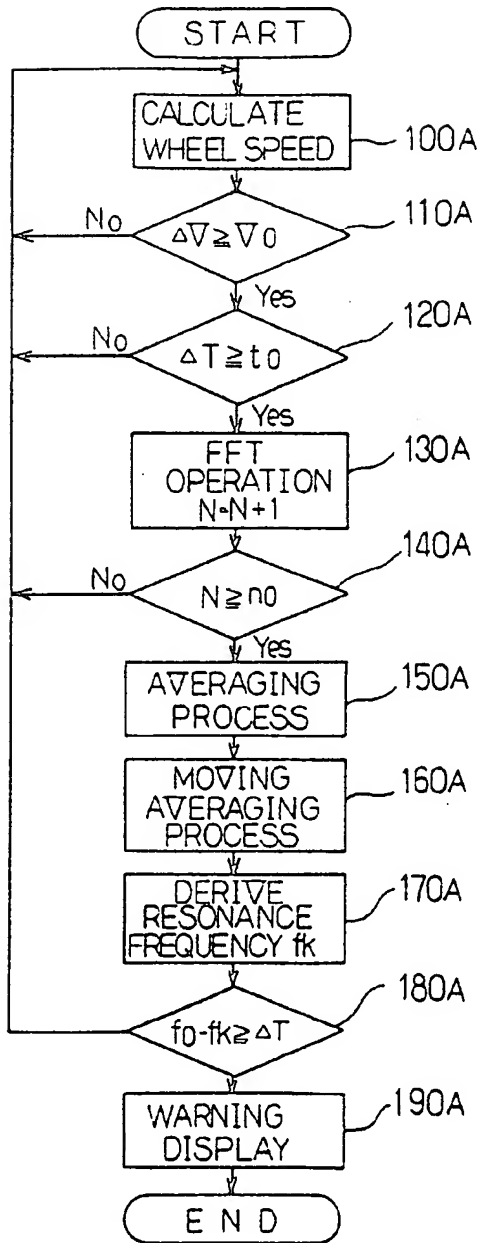 START
CALCULATE
WHEEL SPEED
100A
110A
No
ΔV≧V0
Yes
120A
No
ΔT≧t0
Yes
FFT
OPERATION
N=N+1
130A
140A
No
N≧n0
Yes
AVERAGING
PROCESS
150A
MOVING
AVERAGING
PROCESS
160A
DERIVE
RESONANCE
FREQUENCY fk
170A
180A
f0-fk≧ΔT
WARNING
DISPLAY
190A
END